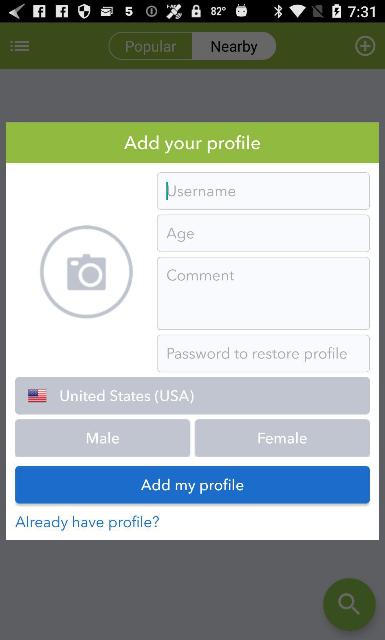 5 82° 7:31
Popular Nearby
Add your profile
Username
Age
Comment
Password to restore profile
United States (USA)
Male Female
Add my profile
Already have profile?